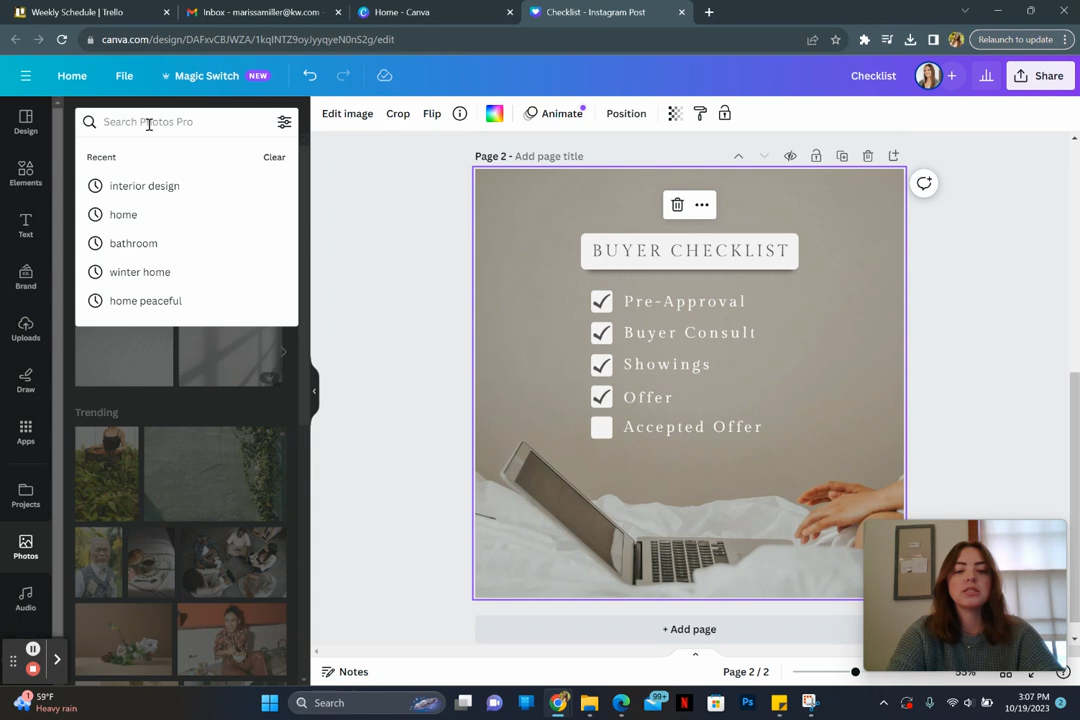 Weekly Schedule | Trello
Inbox - marissamiller@kw.com -
Home - Canva
Checklist - Instagram Post
canva.com/design/DAFxvCBJWZA/1kqINTZ9oyJyyqyeN0nS2g/edit
Relaunch to update
Home
File
Magic Switch
NEW
Checklist
Share
Design
Elements
Text
Brand
Uploads
Draw
Apps
Projects
Photos
Audio
Search Photos Pro
Recent
Clear
interior design
home
bathroom
winter home
home peaceful
Trending
Edit image
Crop
Flip
Animate
Position
Page 2 - Add page title
BUYER CHECKLIST
Pre-Approval
Buyer Consult
Showings
Offer
Accepted Offer
+ Add page
Notes
Page 2 / 2
55%
59°F
Heavy rain
Search
99+
Ps
3:07 PM
10/19/2023
2